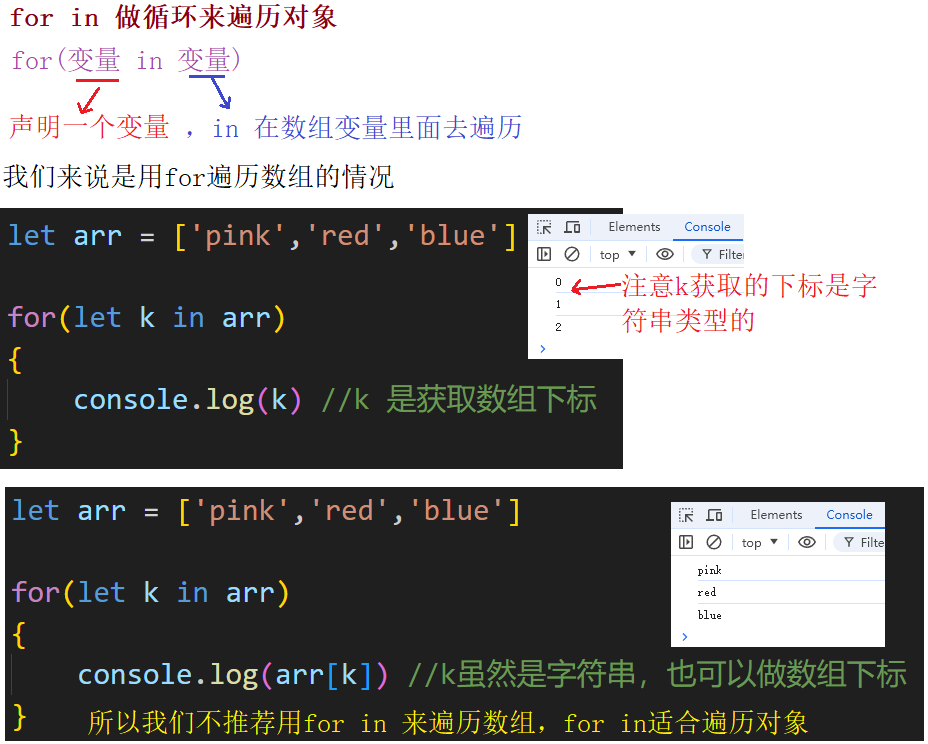 for in 做循环来遍历对象
for(变量 in 变量)
声明一个变量 ，in 在数组变量里面去遍历
我们来说是用for遍历数组的情况
let arr = ['pink','red','blue']
for(let k in arr)
{
console.log(k) //k 是获取数组下标
}
Elements Console
top ▼ Filter
0
1
2
>
注意k获取的下标是字
符串类型的
let arr = ['pink','red','blue']
for(let k in arr)
{
console.log(arr[k]) //k虽然是字符串，也可以做数组下标
}
Elements Console
top ▼ Filte
pink
red
blue
>
所以我们不推荐用for in 来遍历数组，for in适合遍历对象